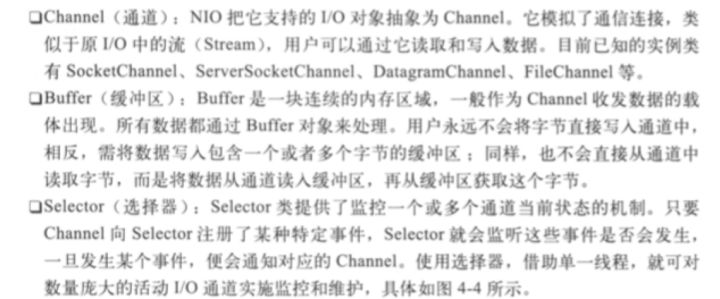 ❑Channel（通道）：NIO 把它支持的 I/O 对象抽象为 Channel。它模拟了通信连接，类
似于原 I/O 中的流（Stream），用户可以通过它读取和写入数据。目前已知的实例类
有 SocketChannel、ServerSocketChannel、DatagramChannel、FileChannel 等。
❑Buffer（缓冲区）：Buffer 是一块连续的内存区域，一般作为 Channel 收发数据的载
体出现。所有数据都通过 Buffer 对象来处理。用户永远不会将字节直接写入通道中，
相反，需将数据写入包含一个或者多个字节的缓冲区；同样，也不会直接从通道中
读取字节，而是将数据从通道读入缓冲区，再从缓冲区获取这个字节。
❑Selector（选择器）：Selector 类提供了监控一个或多个通道当前状态的机制。只要
Channel 向 Selector 注册了某种特定事件，Selector 就会监听这些事件是否会发生，
一旦发生某个事件，便会通知对应的 Channel。使用选择器，借助单一线程，就可对
数量庞大的活动 I/O 通道实施监控和维护，具体如图 4-4 所示。